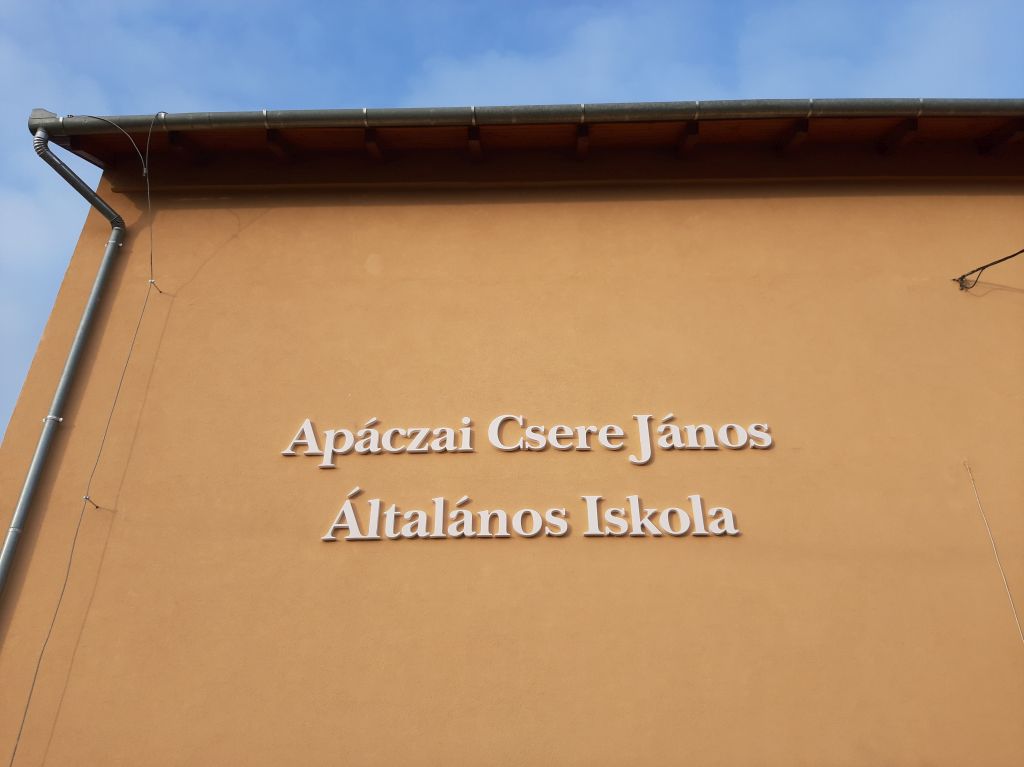 Apáczai Csere János
Általános Iskola